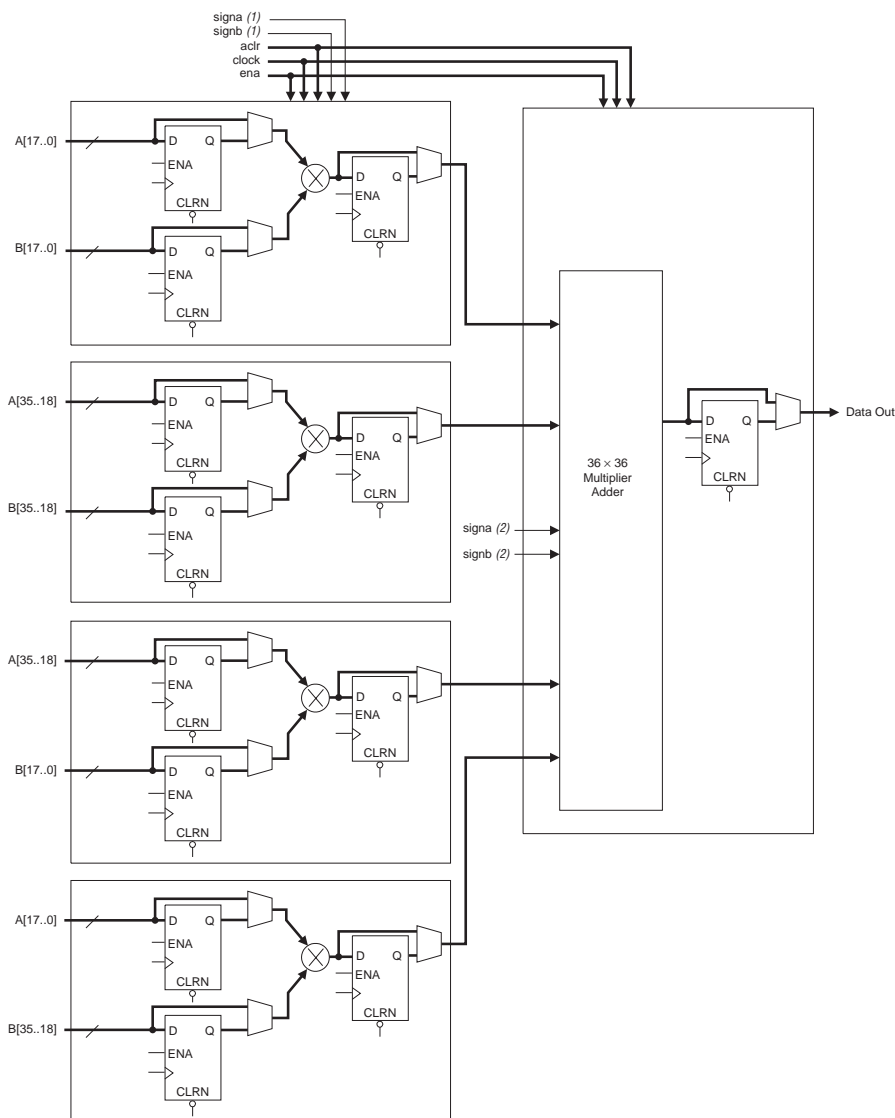 signa (1)
signb (1)
aclr
clock
ena
A[17..0]
D Q
ENA
CLRN
B[17..0]
D Q
ENA
CLRN
D Q
ENA
CLRN
A[35..18]
D Q
ENA
CLRN
B[35..18]
D Q
ENA
CLRN
D Q
ENA
CLRN
36 × 36
Multiplier
Adder
signa (2)
signb (2)
D Q
ENA
CLRN
Data Out
A[35..18]
D Q
ENA
CLRN
B[17..0]
D Q
ENA
CLRN
D Q
ENA
CLRN
A[17..0]
D Q
ENA
CLRN
B[35..18]
D Q
ENA
CLRN
D Q
ENA
CLRN